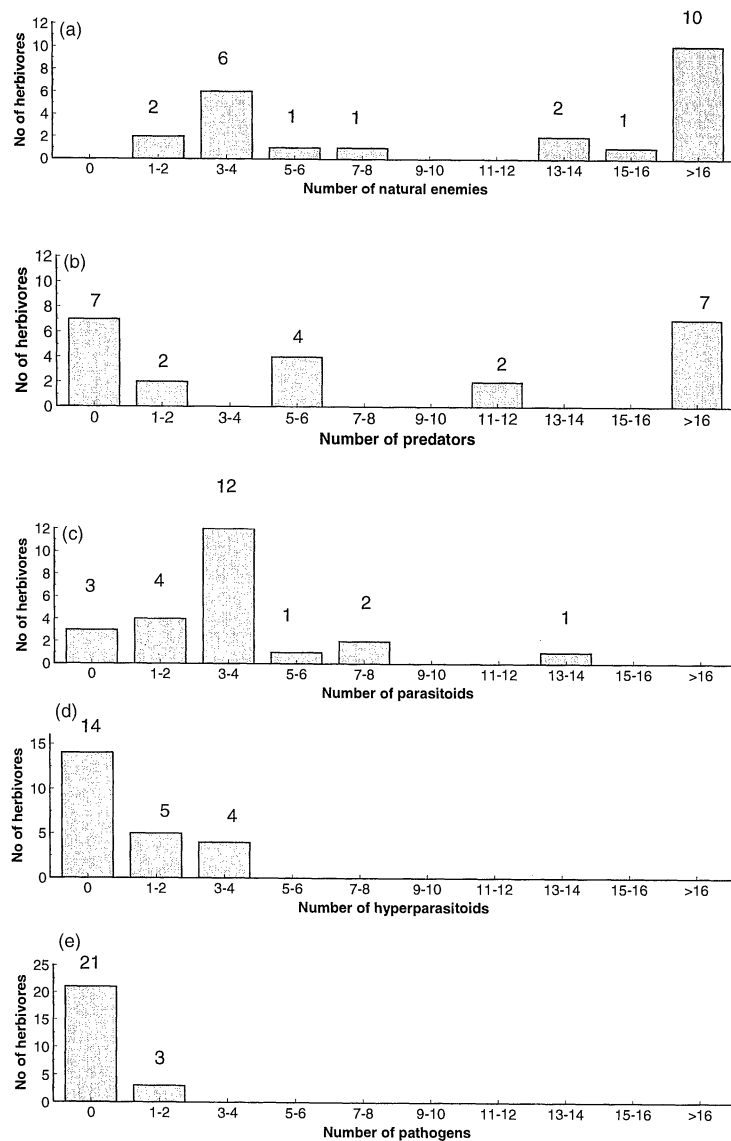 (a)
No of herbivores
12
10
8
6
4
2
0
2
6
1
1
2
1
10
0 1-2 3-4 5-6 7-8 9-10 11-12 13-14 15-16 >16
Number of natural enemies
(b)
No of herbivores
12
10
8
6
4
2
0
7
2
4
2
7
0 1-2 3-4 5-6 7-8 9-10 11-12 13-14 15-16 >16
Number of predators
(c)
No of herbivores
12
10
8
6
4
2
0
3
4
12
1
2
1
0 1-2 3-4 5-6 7-8 9-10 11-12 13-14 15-16 >16
Number of parasitoids
(d)
No of herbivores
15
10
5
0
14
5
4
0 1-2 3-4 5-6 7-8 9-10 11-12 13-14 15-16 >16
Number of hyperparasitoids
(e)
No of herbivores
25
20
15
10
5
0
21
3
0 1-2 3-4 5-6 7-8 9-10 11-12 13-14 15-16 >16
Number of pathogens